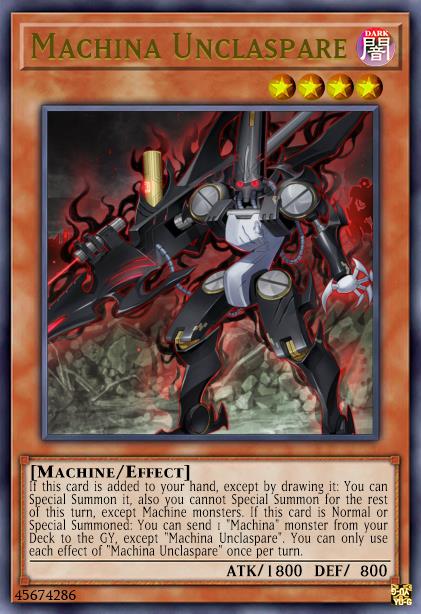 Machina Unclaspare
DARK
闇
[Machine/Effect]
If this card is added to your hand, except by drawing it: You can
Special Summon it, also you cannot Special Summon for the rest
of this turn, except Machine monsters. If this card is Normal or
Special Summoned: You can send 1 "Machina" monster from your
Deck to the GY, except "Machina Unclaspare". You can only use
each effect of "Machina Unclaspare" once per turn.
ATK/1800 DEF/ 800
45674286